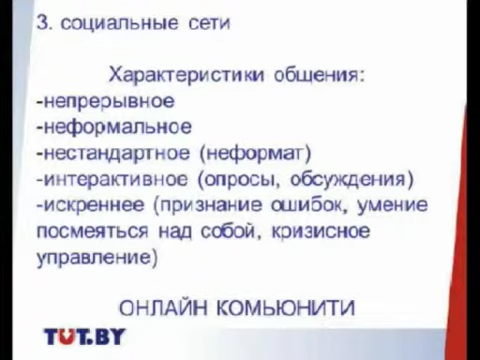 3. социальные сети
Характеристики общения:
-непрерывное
-неформальное
-нестандартное (неформат)
-интерактивное (опросы, обсуждения)
-искреннее (признание ошибок, умение
посмеяться над собой, кризисное
управление)
ОНЛАЙН КОМЬЮНИТИ
TUT.BY